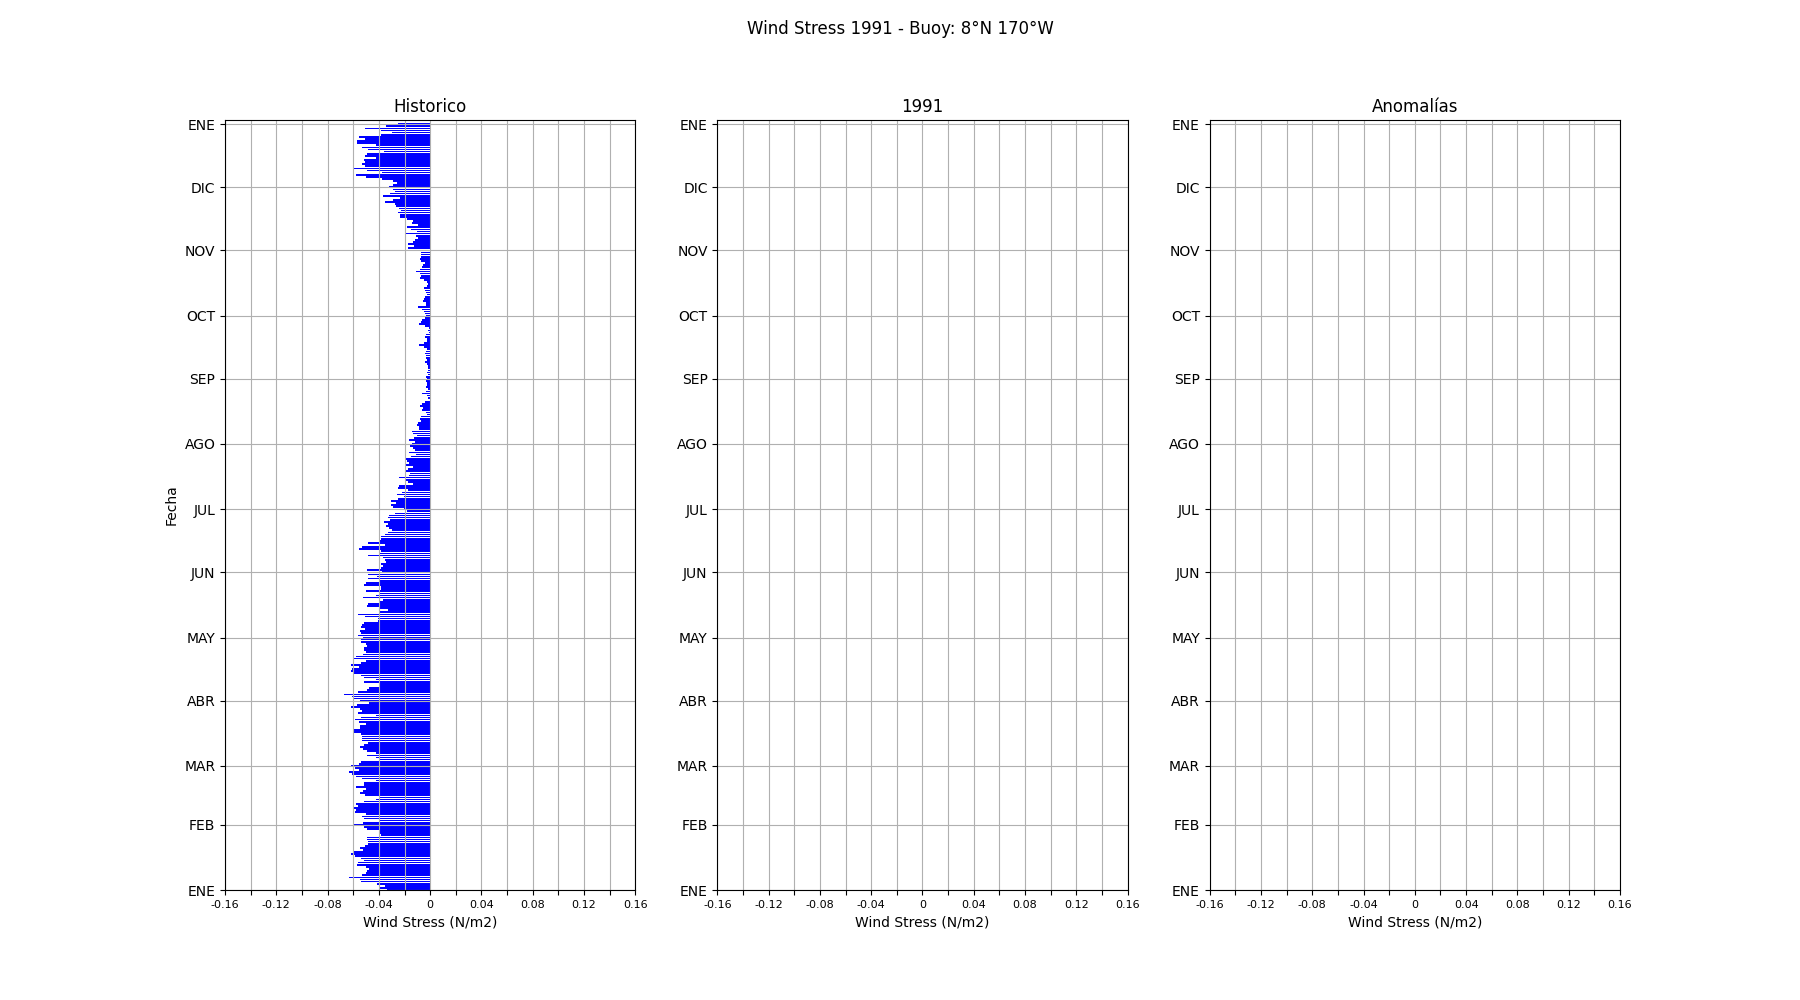 Wind Stress 1991 - Buoy: 8°N 170°W
Historico
ENE
DIC
NOV
OCT
SEP
AGO
JUL
JUN
MAY
ABR
MAR
FEB
ENE
Fecha
-0.16 -0.12 -0.08 -0.04 0 0.04 0.08 0.12 0.16
Wind Stress (N/m2)
1991
ENE
DIC
NOV
OCT
SEP
AGO
JUL
JUN
MAY
ABR
MAR
FEB
ENE
-0.16 -0.12 -0.08 -0.04 0 0.04 0.08 0.12 0.16
Wind Stress (N/m2)
Anomalías
ENE
DIC
NOV
OCT
SEP
AGO
JUL
JUN
MAY
ABR
MAR
FEB
ENE
-0.16 -0.12 -0.08 -0.04 0 0.04 0.08 0.12 0.16
Wind Stress (N/m2)